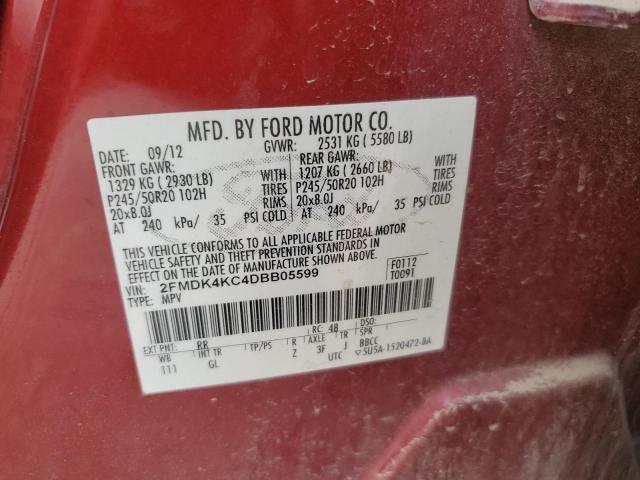 MFD. BY FORD MOTOR CO.
09/12 GVWR: 2531 KG ( 5580 LB)
FRONT GAWR: REAR GAWR:
1329 KG ( 2930 LB) WITH 1207 KG ( 2660 LB) WITH
P245/50R20 102H TIRES P245/50R20 102H TIRES
20x8.0J RIMS 20x8.0J RIMS
AT 240 kPa/ 35 PSI COLD AT 240 kPa/ 35 PSI COLD
THIS VEHICLE CONFORMS TO ALL APPLICABLE FEDERAL MOTOR
VEHICLE SAFETY AND THEFT PREVENTION STANDARDS IN
EFFECT ON THE DATE OF MANUFACTURE SHOWN ABOVE.
VIN: 2FMDK4KC4DBB05599 F0112
TYPE: MPV T0091
EXT PNT: RR RC: 48 DSO:
WB INT TR TP/PS R AXLE TR SPR
111 GL Z 3F J BBCC
UTC 5U5A-1520472-BA